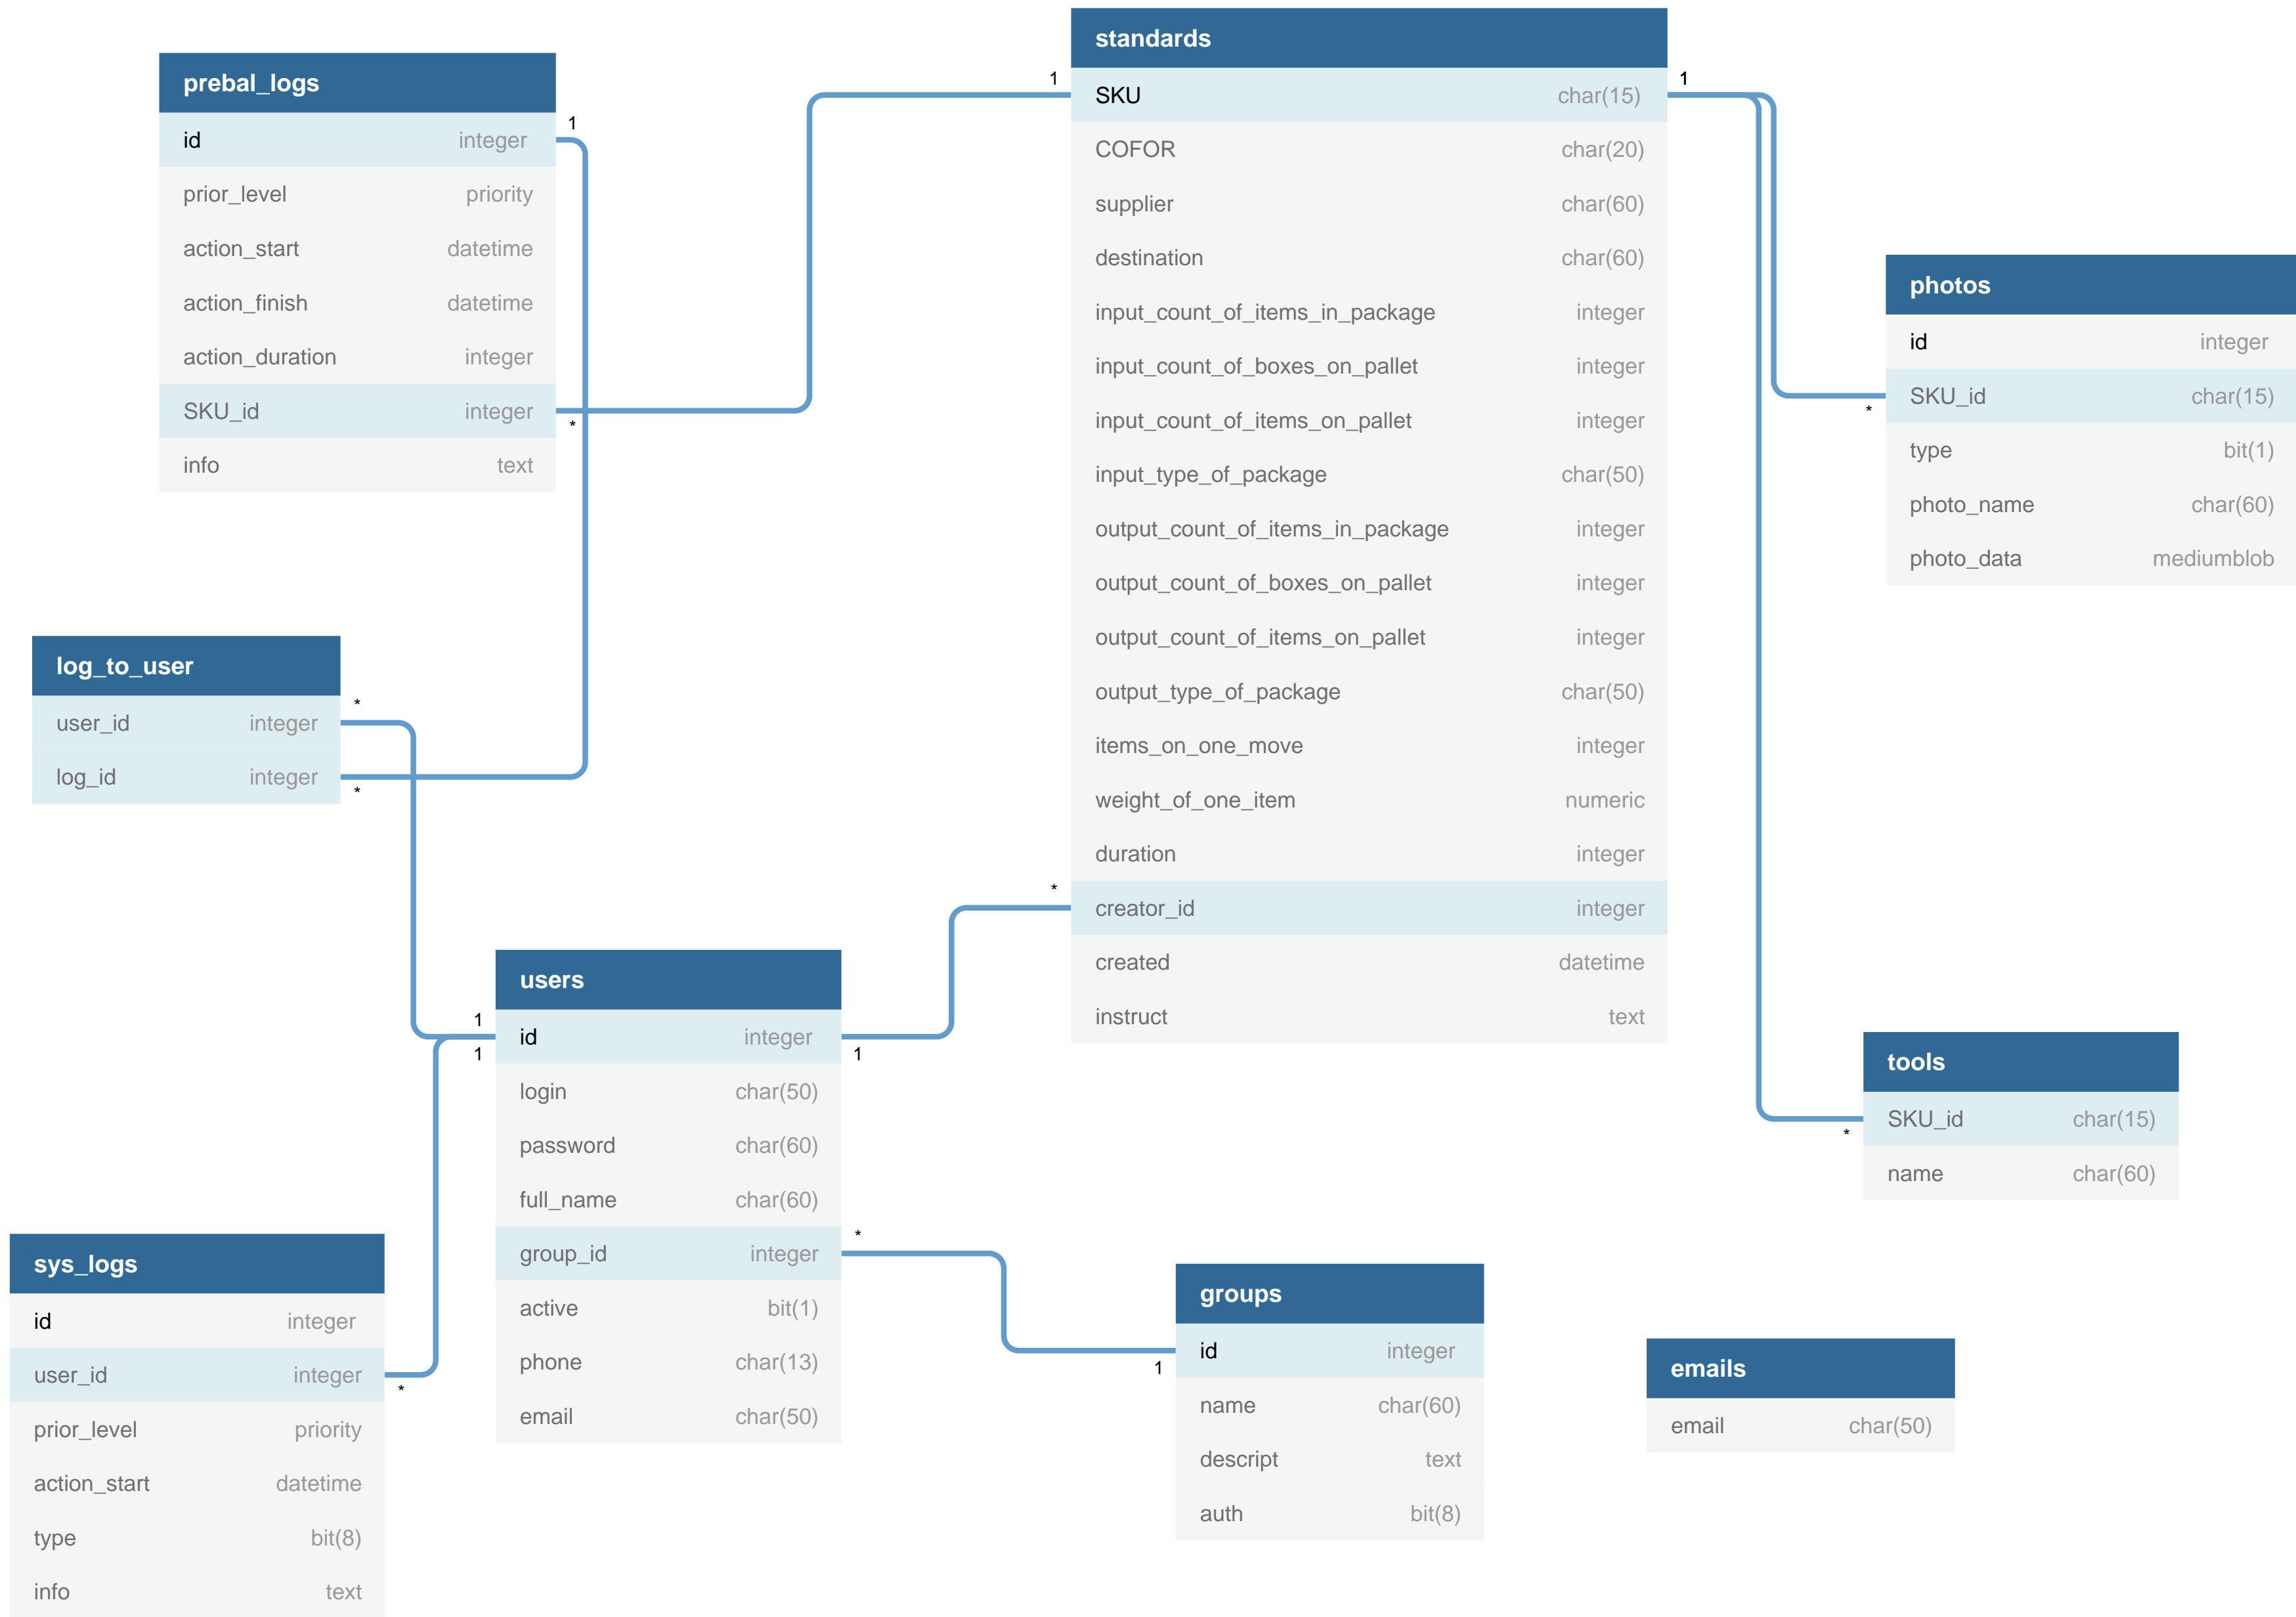 prebal_logs
id integer
prior_level priority
action_start datetime
action_finish datetime
action_duration integer
SKU_id integer
info text
1
*
standards
1
1
SKU char(15)
COFOR char(20)
supplier char(60)
destination char(60)
input_count_of_items_in_package integer
input_count_of_boxes_on_pallet integer
input_count_of_items_on_pallet integer
input_type_of_package char(50)
output_count_of_items_in_package integer
output_count_of_boxes_on_pallet integer
output_count_of_items_on_pallet integer
output_type_of_package char(50)
items_on_one_move integer
weight_of_one_item numeric
duration integer
*
creator_id integer
created datetime
instruct text
photos
id integer
SKU_id char(15)
*
type bit(1)
photo_name char(60)
photo_data mediumblob
log_to_user
*
user_id integer
log_id integer
*
users
1
id integer
1
1
login char(50)
password char(60)
full_name char(60)
*
group_id integer
active bit(1)
phone char(13)
email char(50)
tools
SKU_id char(15)
*
name char(60)
sys_logs
id integer
user_id integer
*
prior_level priority
action_start datetime
type bit(8)
info text
groups
id integer
1
name char(60)
descript text
auth bit(8)
emails
email char(50)